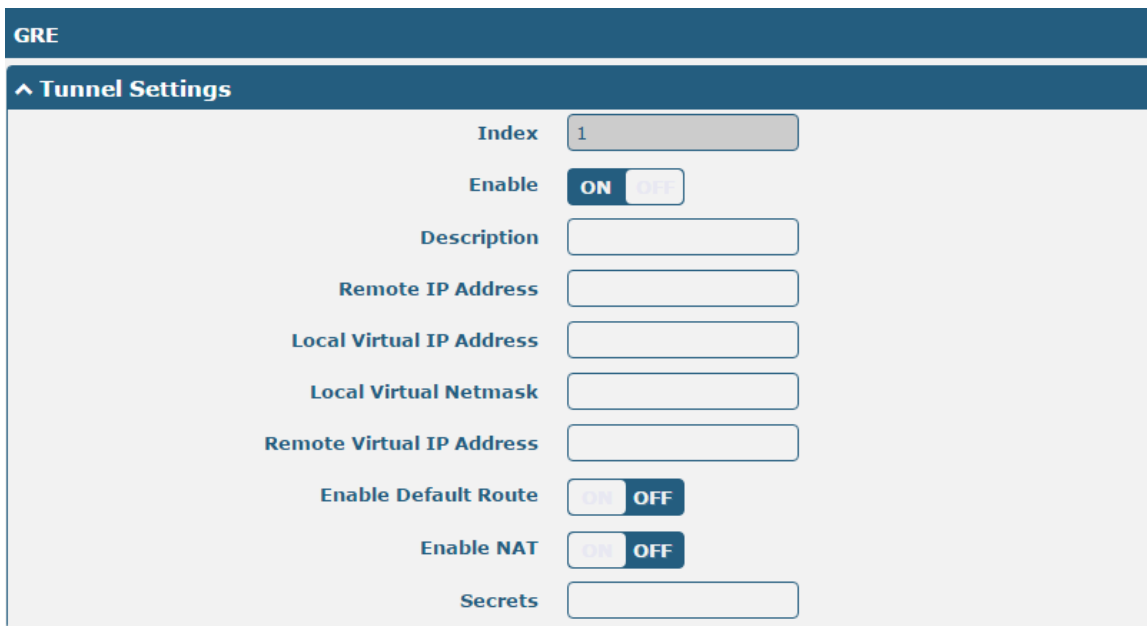 GRE
Tunnel Settings
Index 1
Enable ON OFF
Description
Remote IP Address
Local Virtual IP Address
Local Virtual Netmask
Remote Virtual IP Address
Enable Default Route ON OFF
Enable NAT ON OFF
Secrets